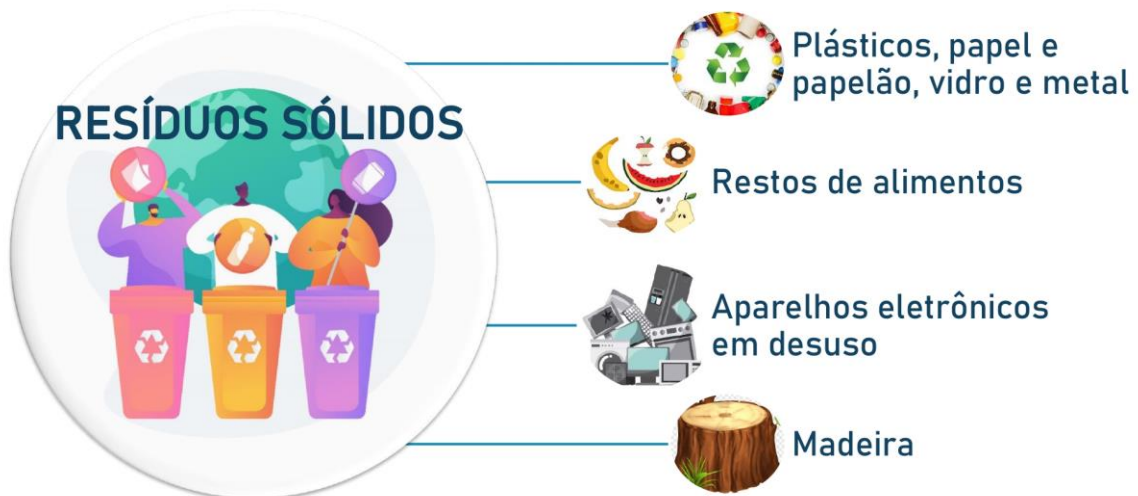 RESÍDUOS SÓLIDOS
Plásticos, papel e
papelão, vidro e metal
Restos de alimentos
Aparelhos eletrônicos
em desuso
Madeira